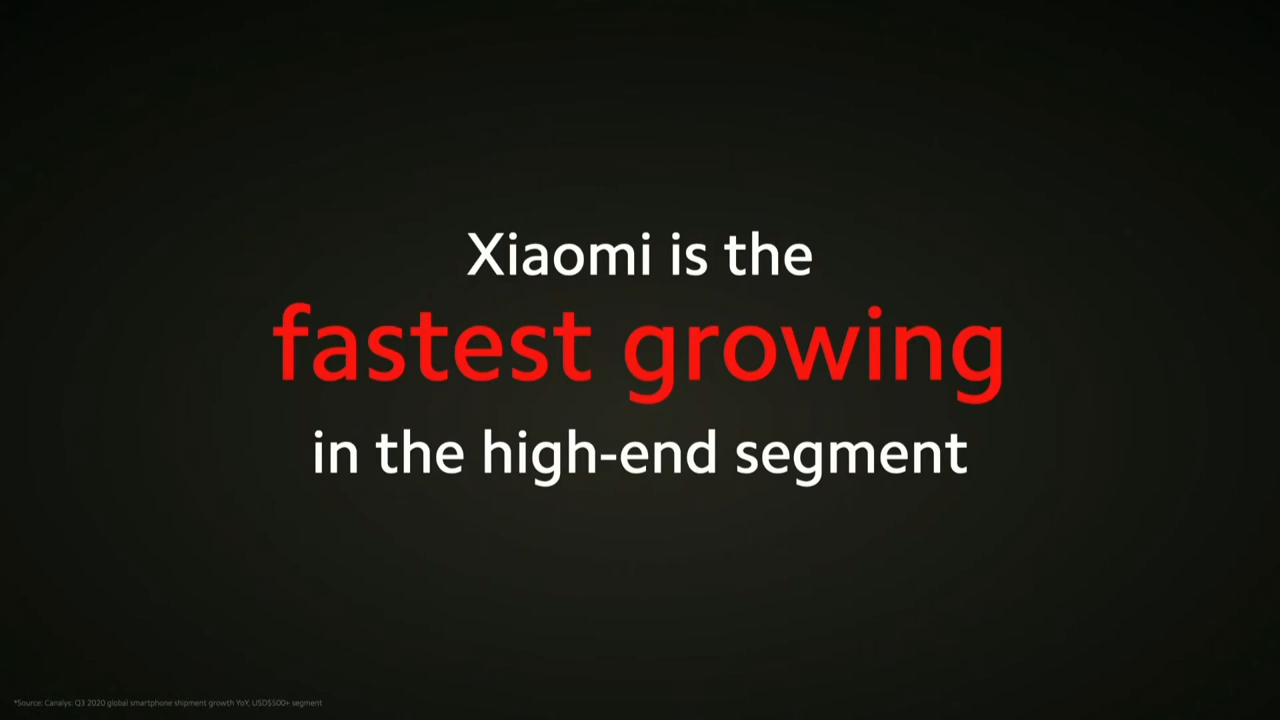 Xiaomi is the
fastest growing
in the high-end segment
*Source: Canalys: Q3 2020 global smartphone shipment growth YoY, USD$500+ segment